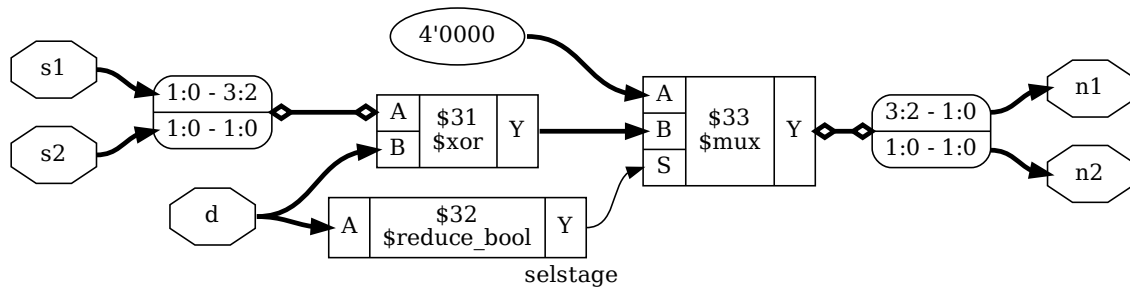 4'0000
s1
s2
1:0 - 3:2
1:0 - 1:0
A
B
$31
$xor
Y
A
B
S
$33
$mux
Y
3:2 - 1:0
1:0 - 1:0
n1
n2
d
A
$32
$reduce_bool
Y
selstage